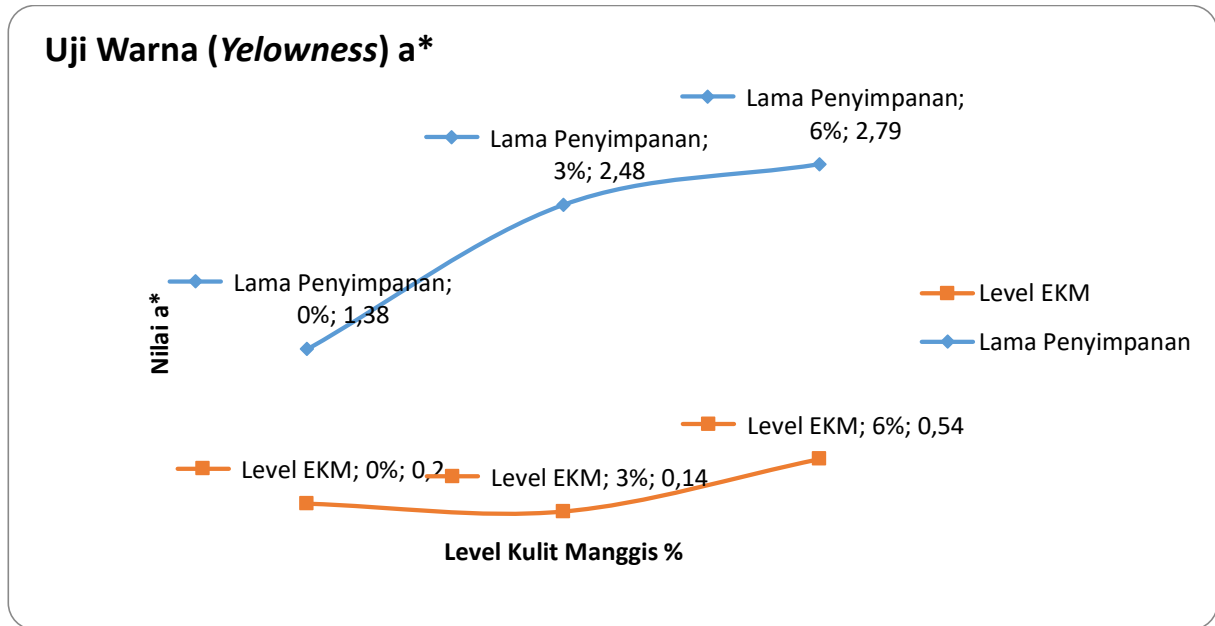 Uji Warna (Yelowness) a*
Lama Penyimpanan;
6%; 2,79
Lama Penyimpanan;
3%; 2,48
Lama Penyimpanan;
0%; 1,38
Nilai a*
Level EKM
Lama Penyimpanan
Level EKM; 6%; 0,54
Level EKM; 0%; 0,2
Level EKM; 3%; 0,14
Level Kulit Manggis %